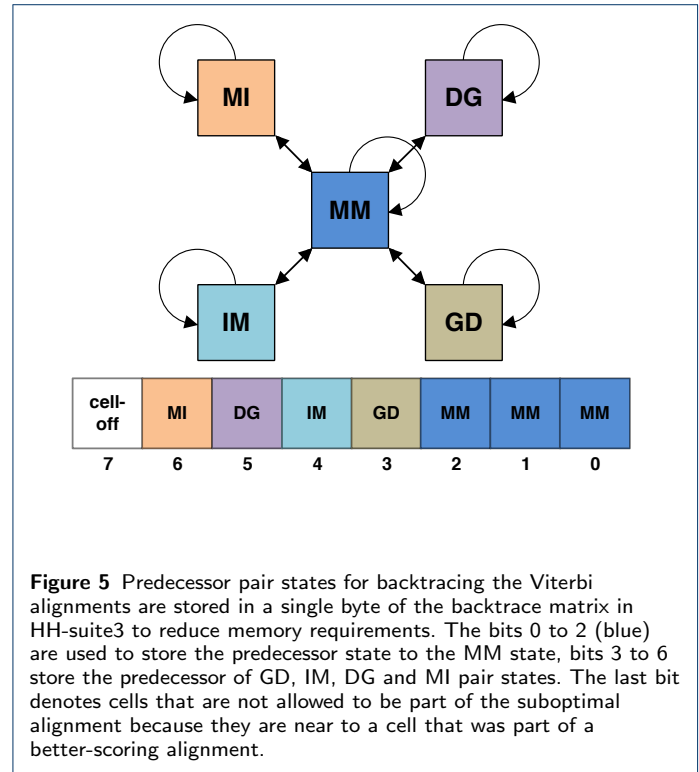 MI DG
MM
IM GD
cell-off MI DG IM GD MM MM MM
7 6 5 4 3 2 1 0
Figure 5 Predecessor pair states for backtracing the Viterbi
alignments are stored in a single byte of the backtrace matrix in
HH-suite3 to reduce memory requirements. The bits 0 to 2 (blue)
are used to store the predecessor state to the MM state, bits 3 to 6
store the predecessor of GD, IM, DG and MI pair states. The last bit
denotes cells that are not allowed to be part of the suboptimal
alignment because they are near to a cell that was part of a
better-scoring alignment.